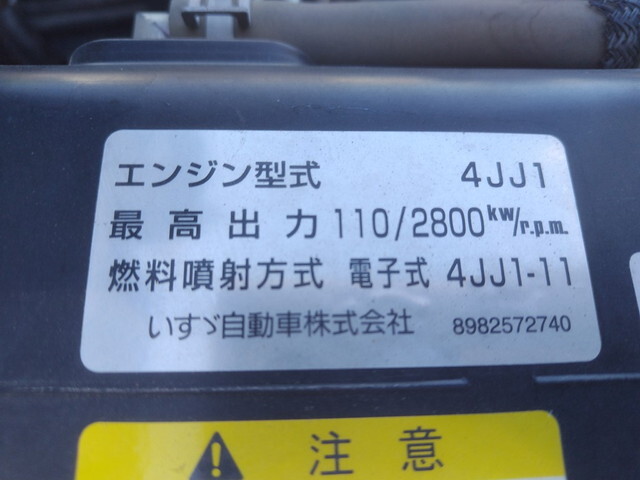 エンジン型式 4JJ1
最高出力 110/2800 kw/r.p.m.
燃料噴射方式 電子式 4JJ1-11
いすゞ自動車株式会社 8982572740
注意